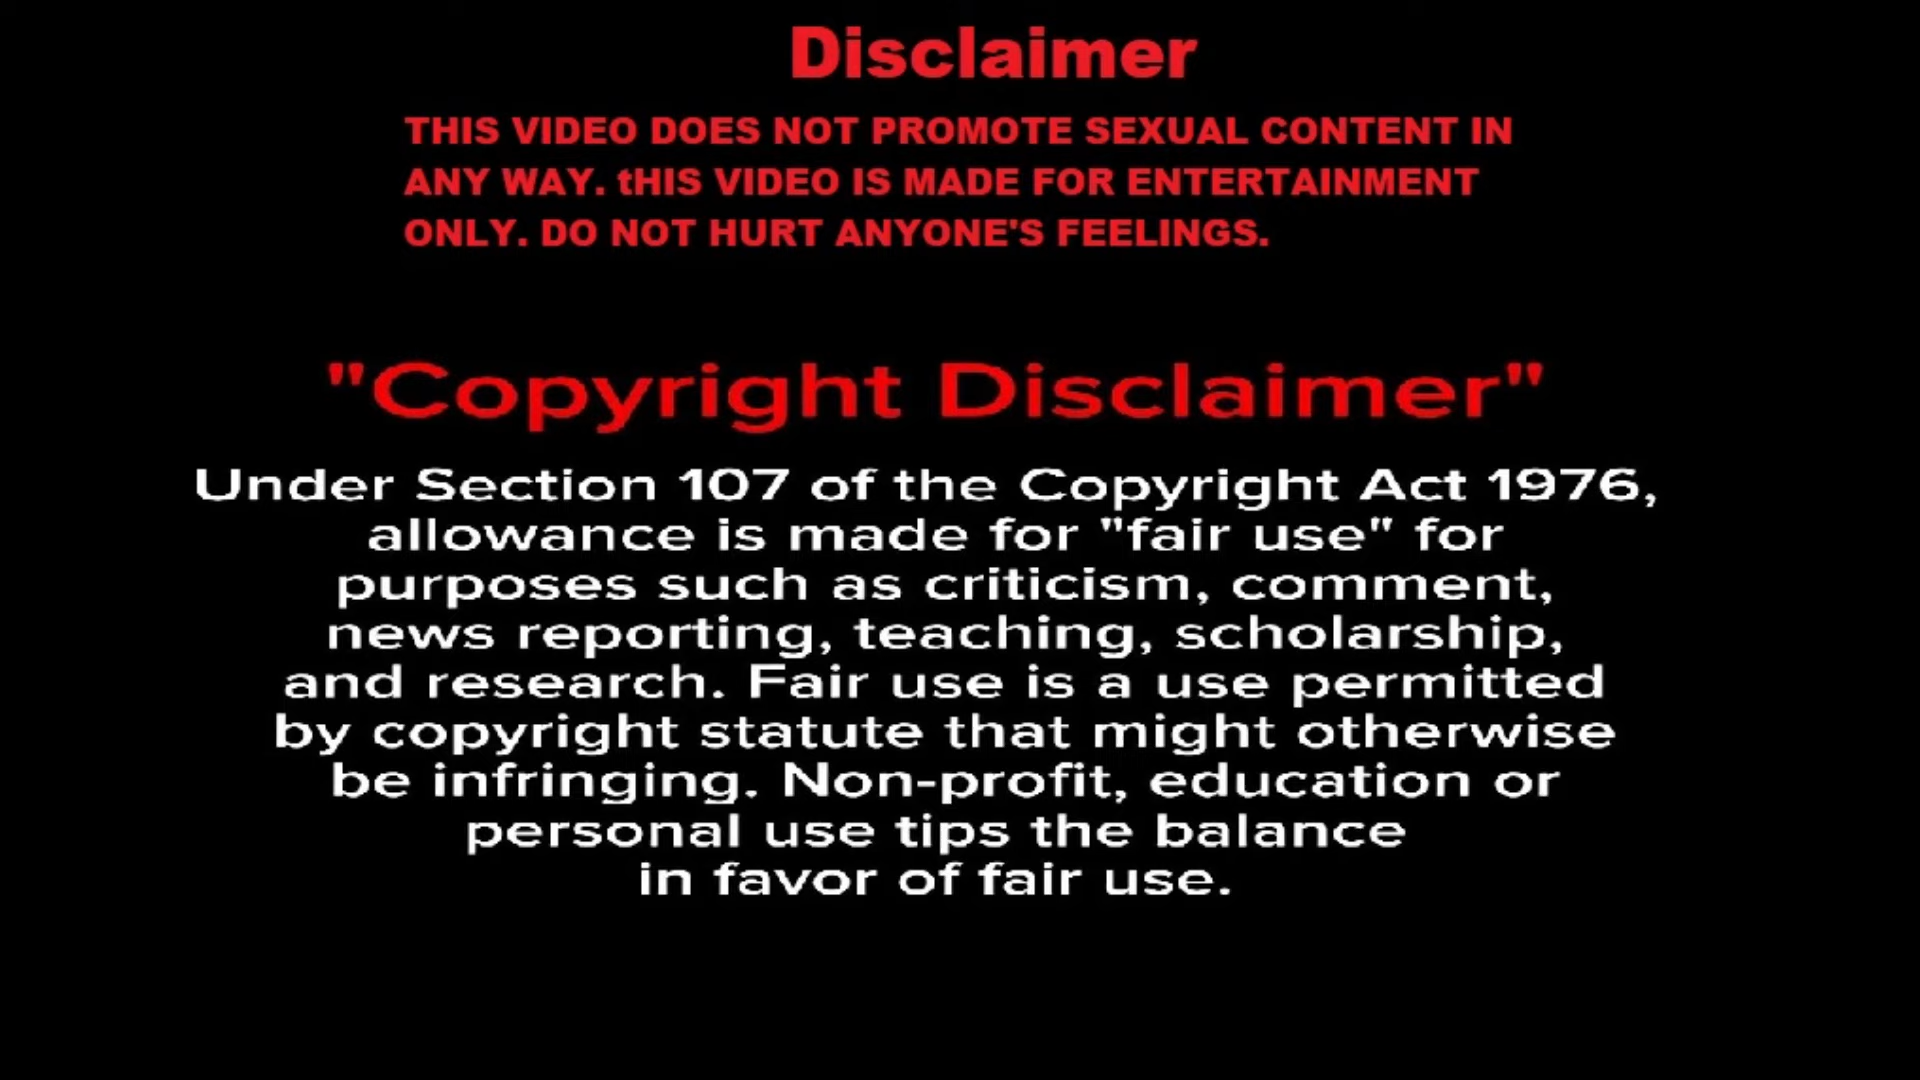 Disclaimer
THIS VIDEO DOES NOT PROMOTE SEXUAL CONTENT IN
ANY WAY. tHIS VIDEO IS MADE FOR ENTERTAINMENT
ONLY. DO NOT HURT ANYONE'S FEELINGS.
"Copyright Disclaimer"
Under Section 107 of the Copyright Act 1976,
allowance is made for "fair use" for
purposes such as criticism, comment,
news reporting, teaching, scholarship,
and research. Fair use is a use permitted
by copyright statute that might otherwise
be infringing. Non-profit, education or
personal use tips the balance
in favor of fair use.